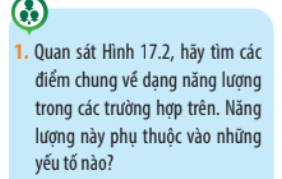 1. Quan sát Hình 17.2, hãy tìm các
điểm chung về dạng năng lượng
trong các trường hợp trên. Năng
lượng này phụ thuộc vào những
yếu tố nào?